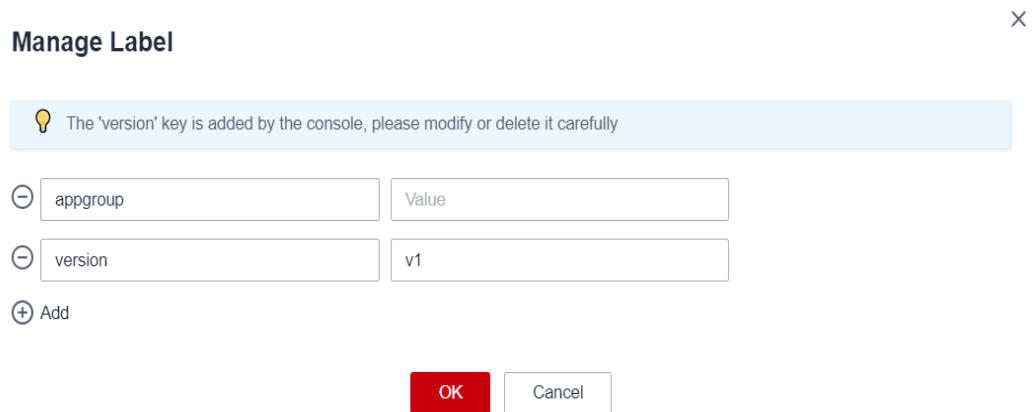 Manage Label
The 'version' key is added by the console, please modify or delete it carefully
appgroup Value
version v1
Add
OK Cancel